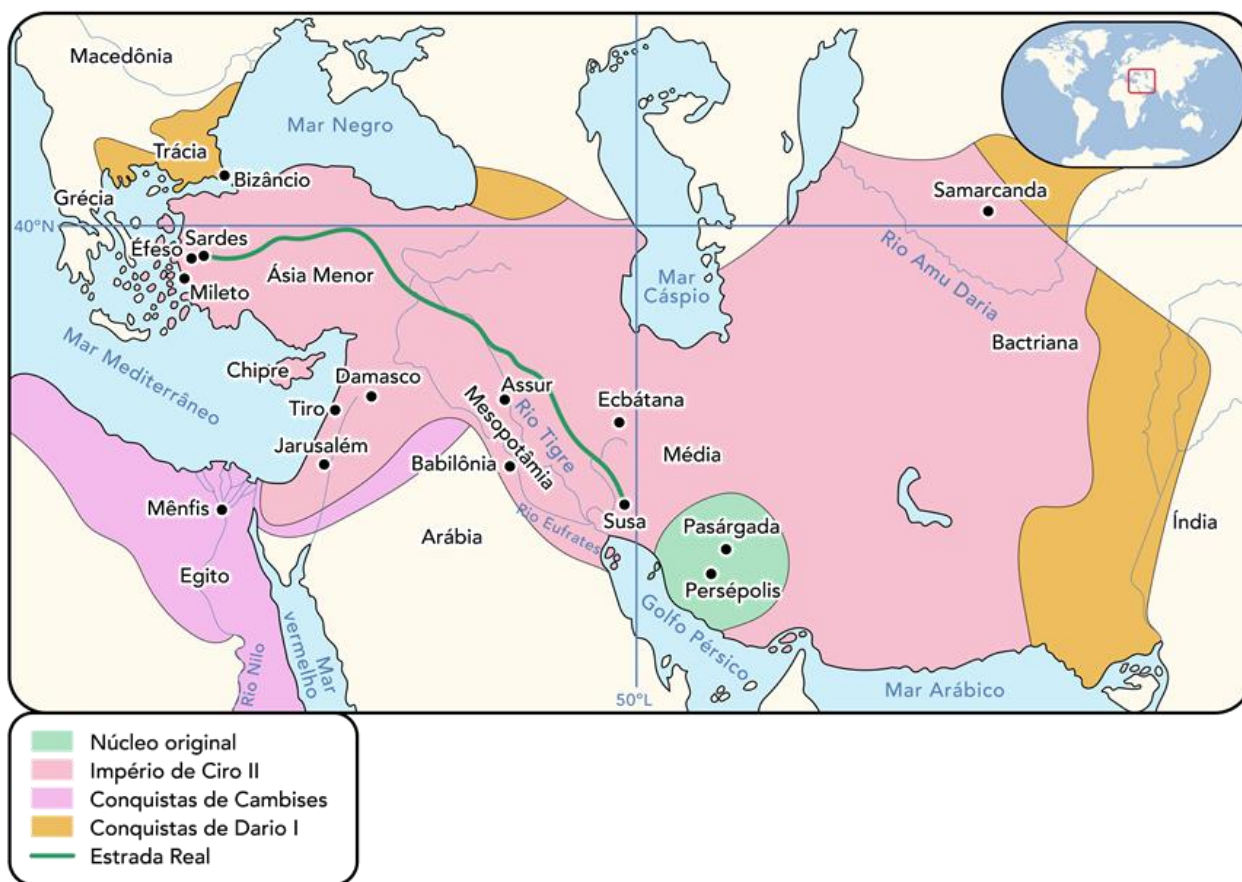 Macedônia
Mar Negro
Trácia
Bizâncio
Grécia
Samarcanda
40°N
Sardes
Éfeso
Rio Amu Daria
Ásia Menor
Mar
Cáspio
Mileto
Mar Mediterrâneo
Bactriana
Chipre
Damasco
Assur
Ecbátana
Tiro
Rio Tigre
Mesopotâmia
Jarusalém
Babilônia
Média
Mênfis
Susa
Rio Eufrates
Pasárgada
Índia
Arábia
Egito
Persépolis
Golfo Pérsico
Mar
vermelho
Rio Nilo
50°L
Mar Arábico
Núcleo original
Império de Ciro II
Conquistas de Cambises
Conquistas de Dario I
Estrada Real